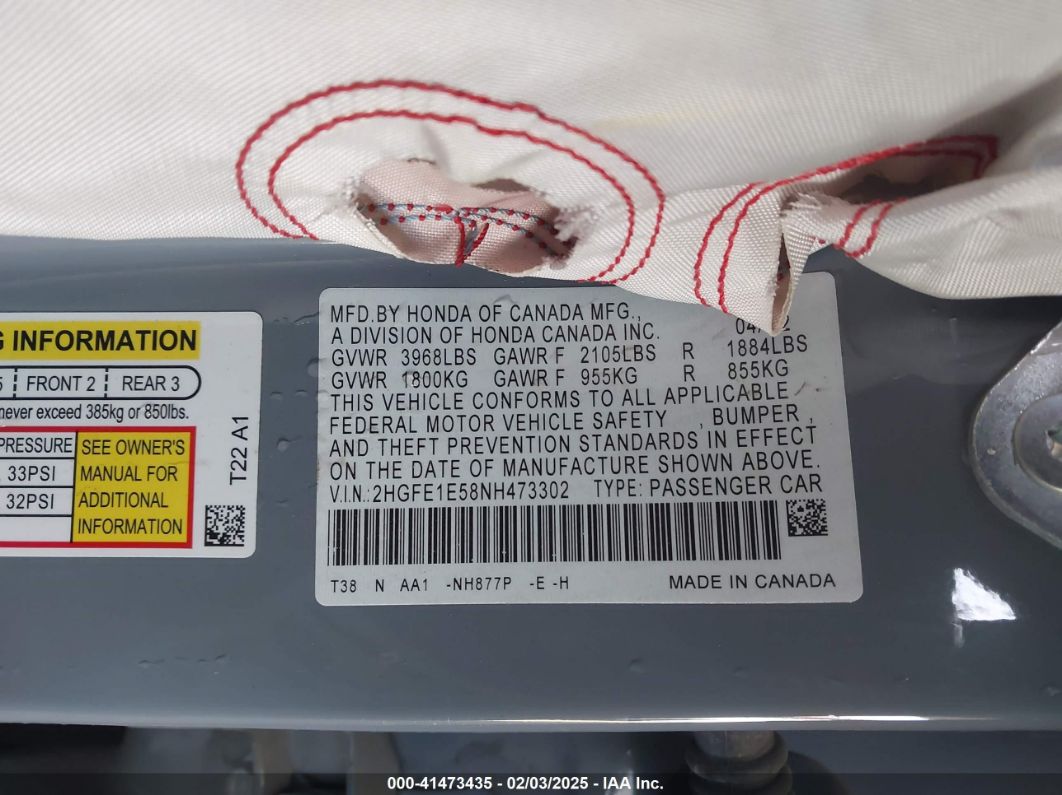 G INFORMATION
5 FRONT 2 REAR 3
never exceed 385kg or 850lbs.
PRESSURE
33PSI
32PSI
SEE OWNER'S
MANUAL FOR
ADDITIONAL
INFORMATION
T22 A1
MFD.BY HONDA OF CANADA MFG.,
A DIVISION OF HONDA CANADA INC.
GVWR 3968LBS GAWR F 2105LBS R 1884LBS
GVWR 1800KG GAWR F 955KG R 855KG
THIS VEHICLE CONFORMS TO ALL APPLICABLE
FEDERAL MOTOR VEHICLE SAFETY , BUMPER ,
AND THEFT PREVENTION STANDARDS IN EFFECT
ON THE DATE OF MANUFACTURE SHOWN ABOVE.
V.I.N.:2HGFE1E58NH473302 TYPE: PASSENGER CAR
T38 N AA1 -NH877P -E -H MADE IN CANADA
000-41473435 - 02/03/2025 - IAA Inc.